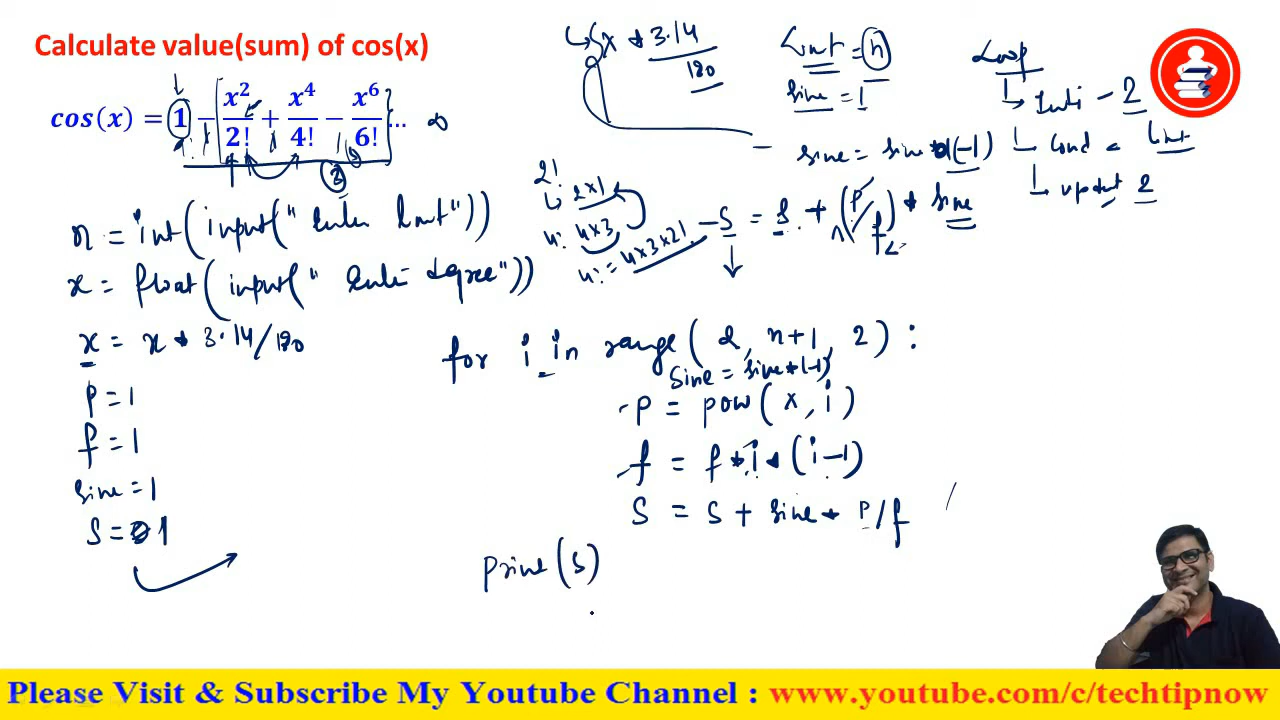 Calculate value(sum) of cos(x)
cos(x) = 1 − x²/2! + x⁴/4! − x⁶/6! ... ∞
x * 3.14/180
Limit = n
sine = 1
sine = sine * (-1)
S = S + (P/f) * sine
Loop
Initi - 2
Cond < Limit
updat 2
2!
2x1
4! 4x3
4! = 4x3x2!
n = int(input("Enter Limit"))
x = float(input("Enter degree"))
x = x * 3.14/180
P = 1
f = 1
sine = 1
S = 1
for i in range(2, n+1, 2):
sine = sine*(-1)
P = pow(x, i)
f = f * i * (i-1)
S = S + sine * P/f
Print(s)
Please Visit & Subscribe My Youtube Channel : www.youtube.com/c/techtipnow